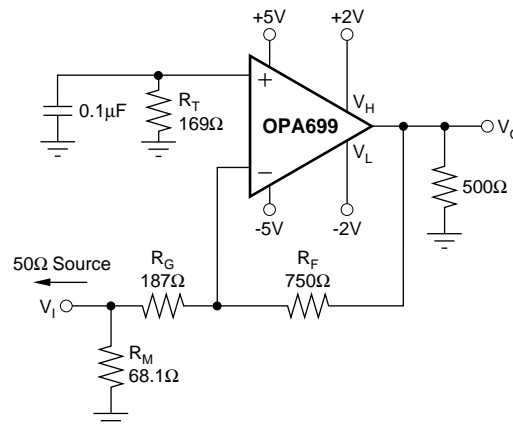 +5V
+2V
+
R_T
169Ω
0.1μF
V_H
OPA699
V_L
−
-5V
-2V
500Ω
50Ω Source
V_I
R_G
187Ω
R_F
750Ω
R_M
68.1Ω